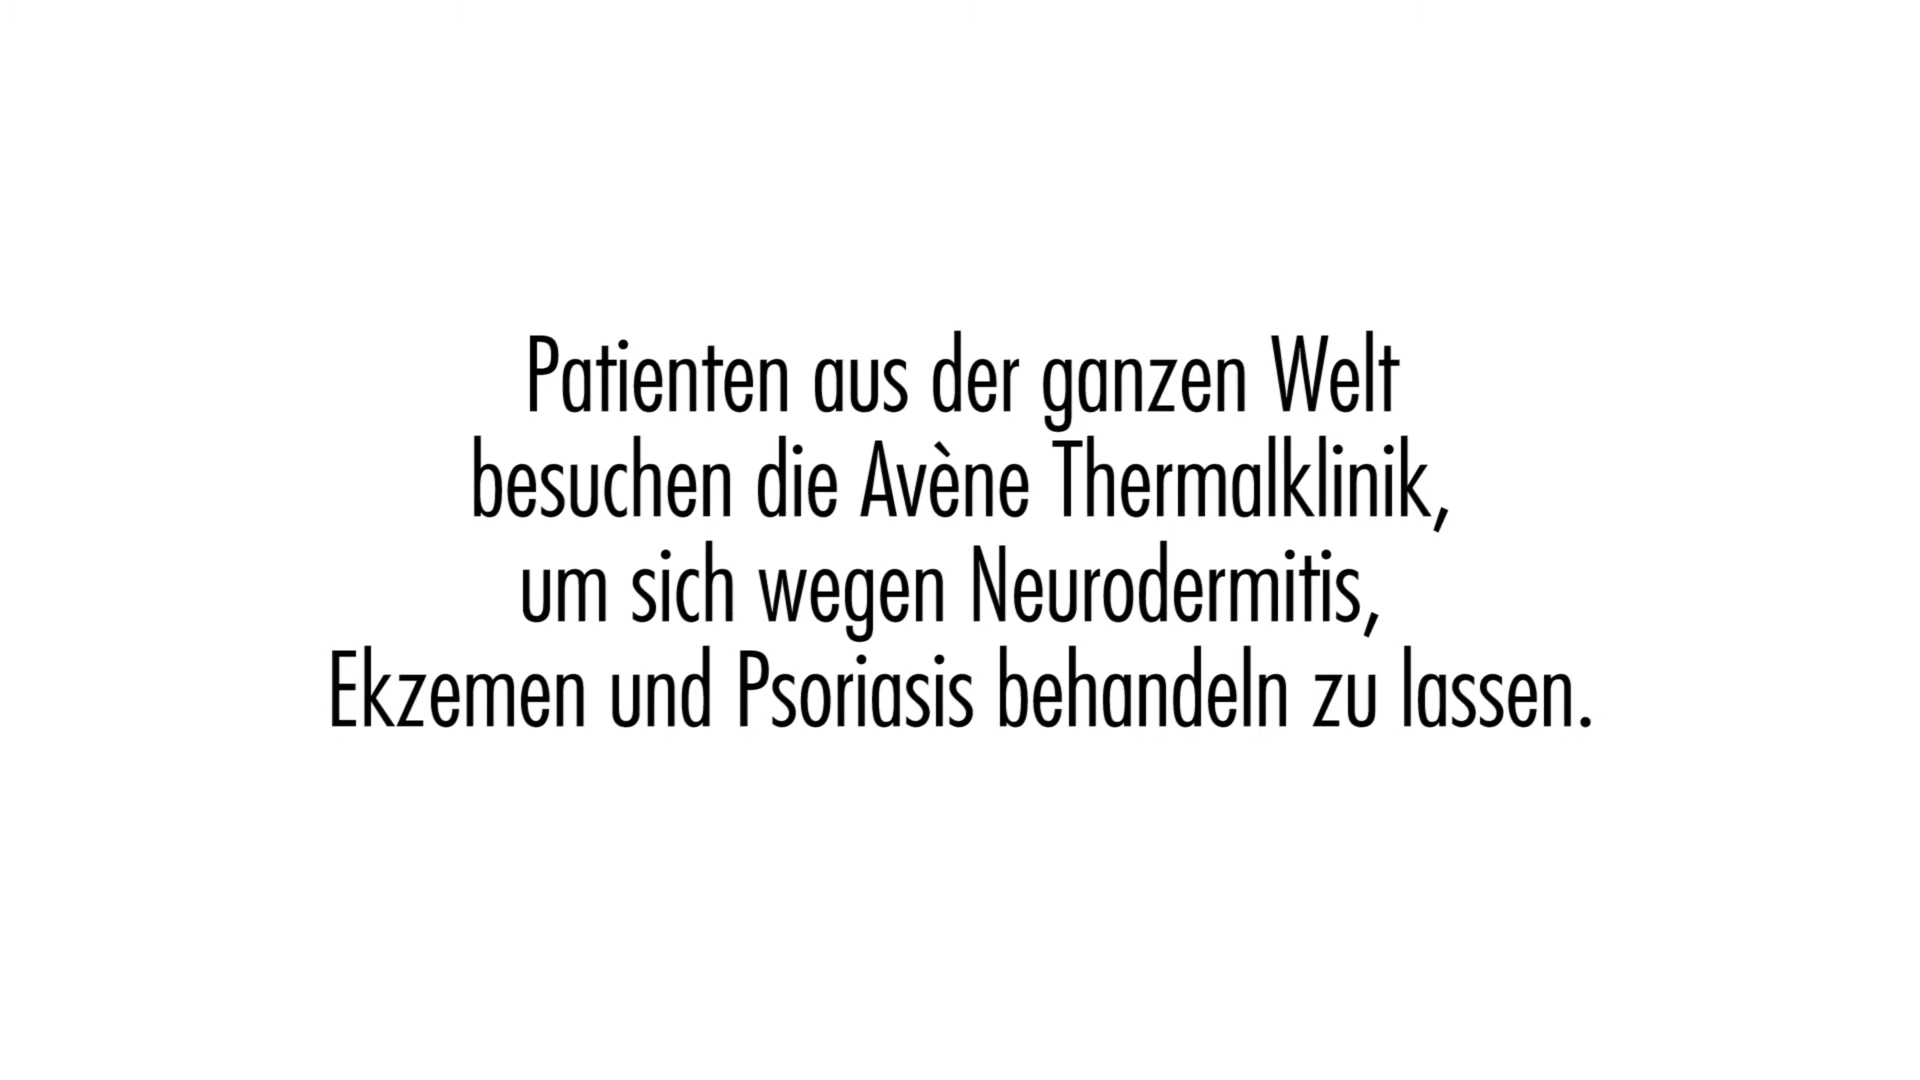 Patienten aus der ganzen Welt
besuchen die Avène Thermalklinik,
um sich wegen Neurodermitis,
Ekzemen und Psoriasis behandeln zu lassen.